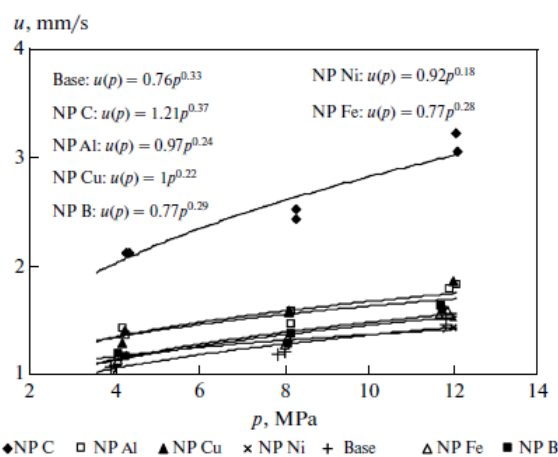 u, mm/s
4
Base: u(p) = 0.76p^0.33
NP Ni: u(p) = 0.92p^0.18
NP C: u(p) = 1.21p^0.37
NP Fe: u(p) = 0.77p^0.28
NP Al: u(p) = 0.97p^0.24
3
NP Cu: u(p) = 1p^0.22
NP B: u(p) = 0.77p^0.29
2
1
2 4 6 8 10 12 14
p, MPa
NP C NP Al NP Cu NP Ni Base NP Fe NP B